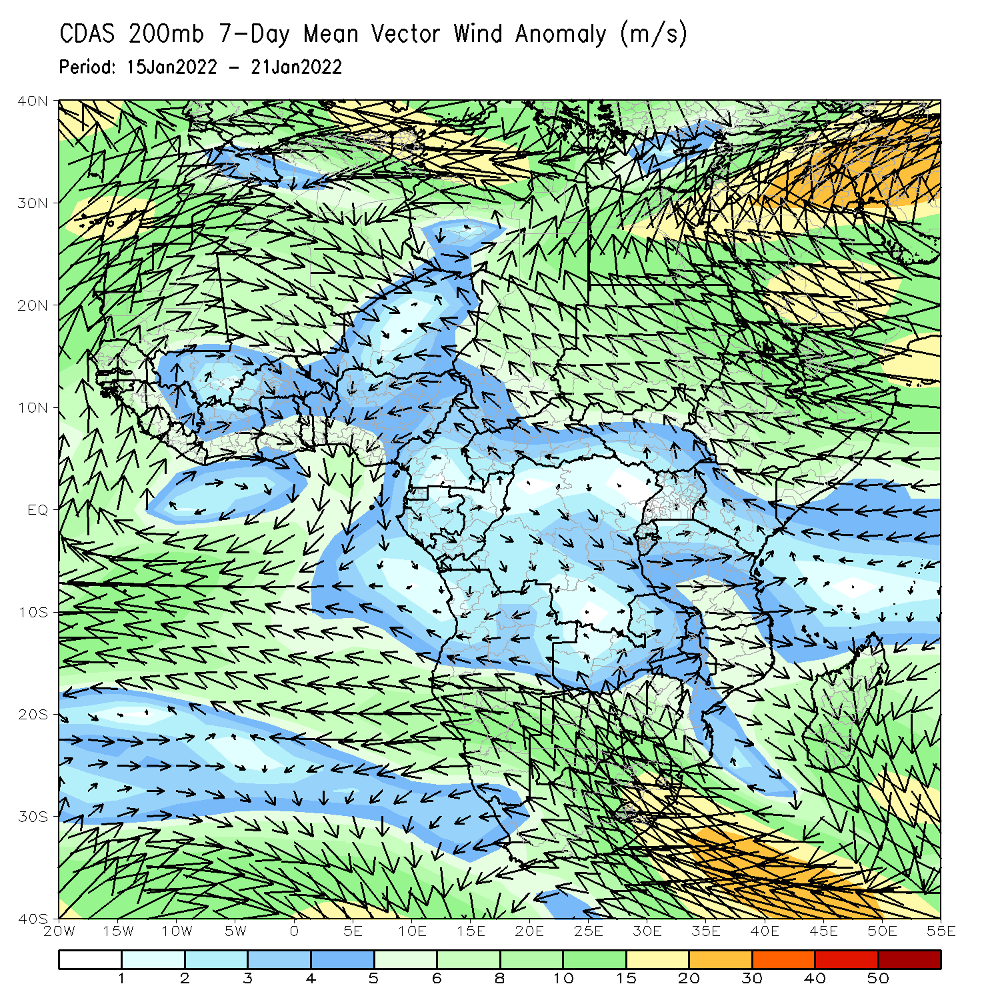 CDAS 200mb 7-Day Mean Vector Wind Anomaly (m/s)
Period: 15Jan2022 - 21Jan2022
40N
30N
20N
10N
EQ
10S
20S
30S
40S
20W 15W 10W 5W 0 5E 10E 15E 20E 25E 30E 35E 40E 45E 50E 55E
1 2 3 4 5 6 8 10 15 20 30 40 50